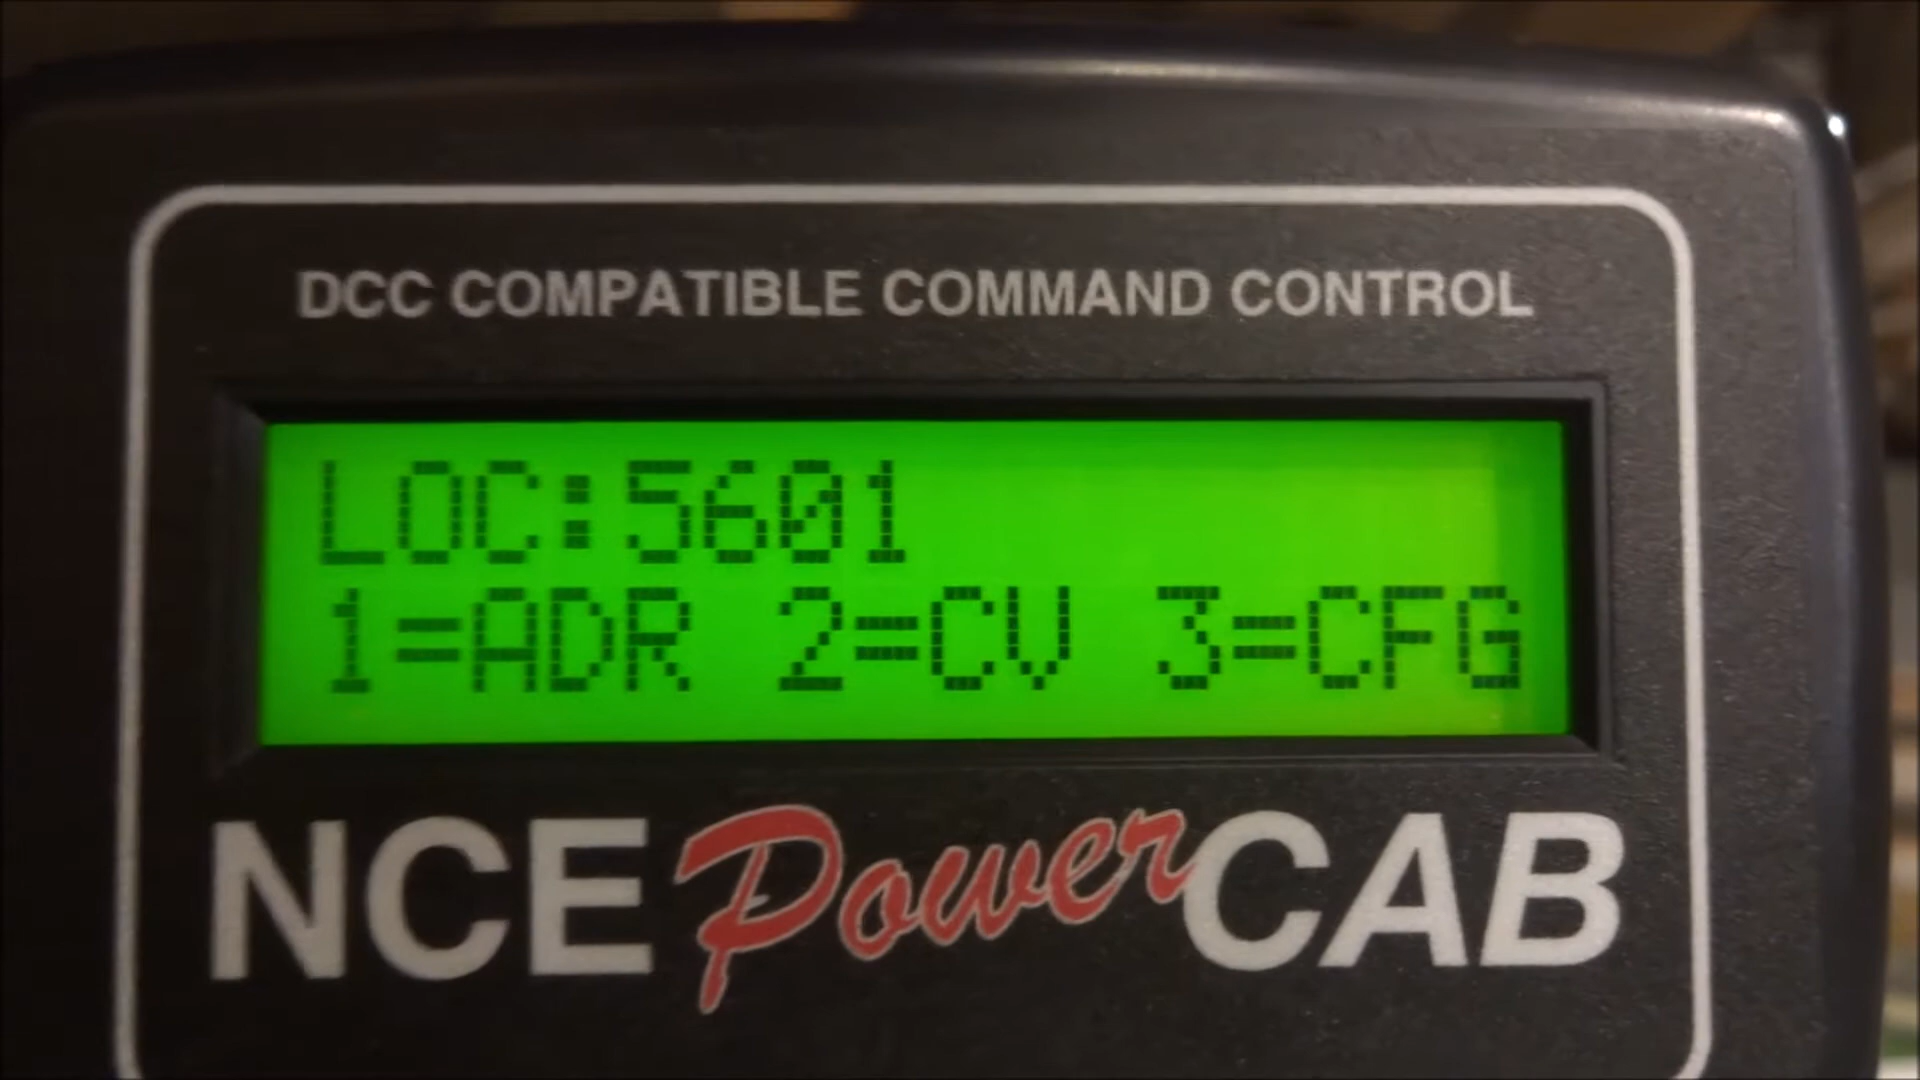 DCC COMPATIBLE COMMAND CONTROL
LOC:5601
1=ADR 2=CV 3=CFG
NCE Power CAB